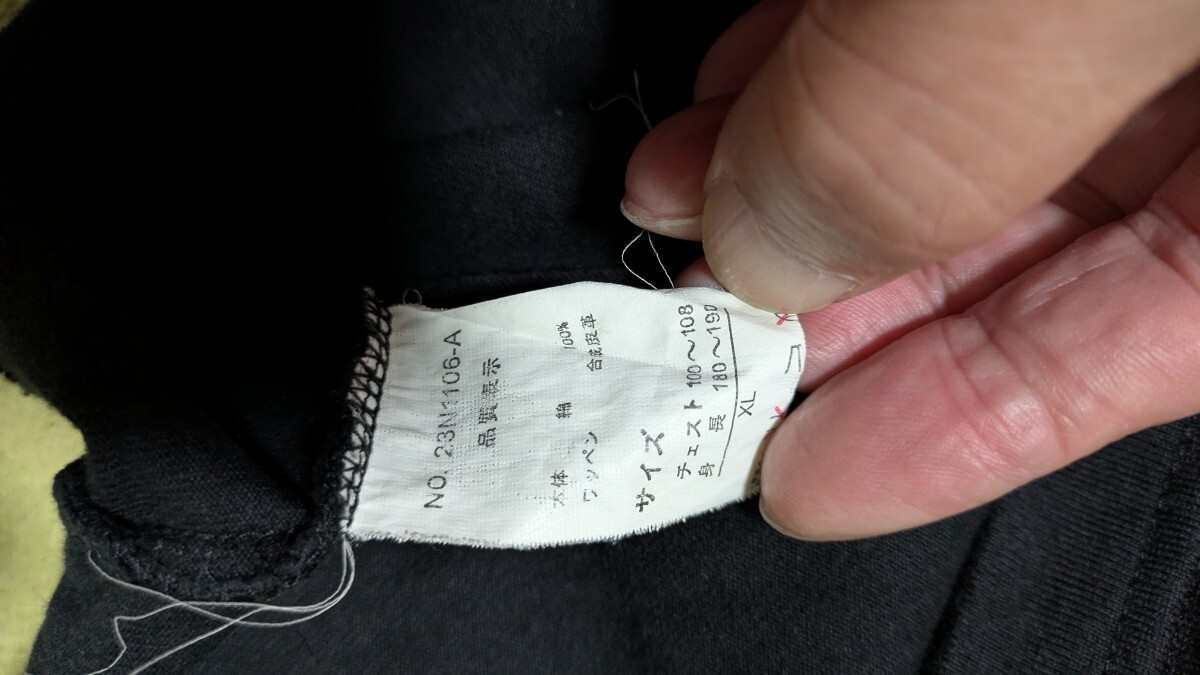 NO. 23N1106-A
品質表示
本体 綿 100%
ワッペン 合成皮革
サイズ
チェスト 100～108
身長 180～190
XL